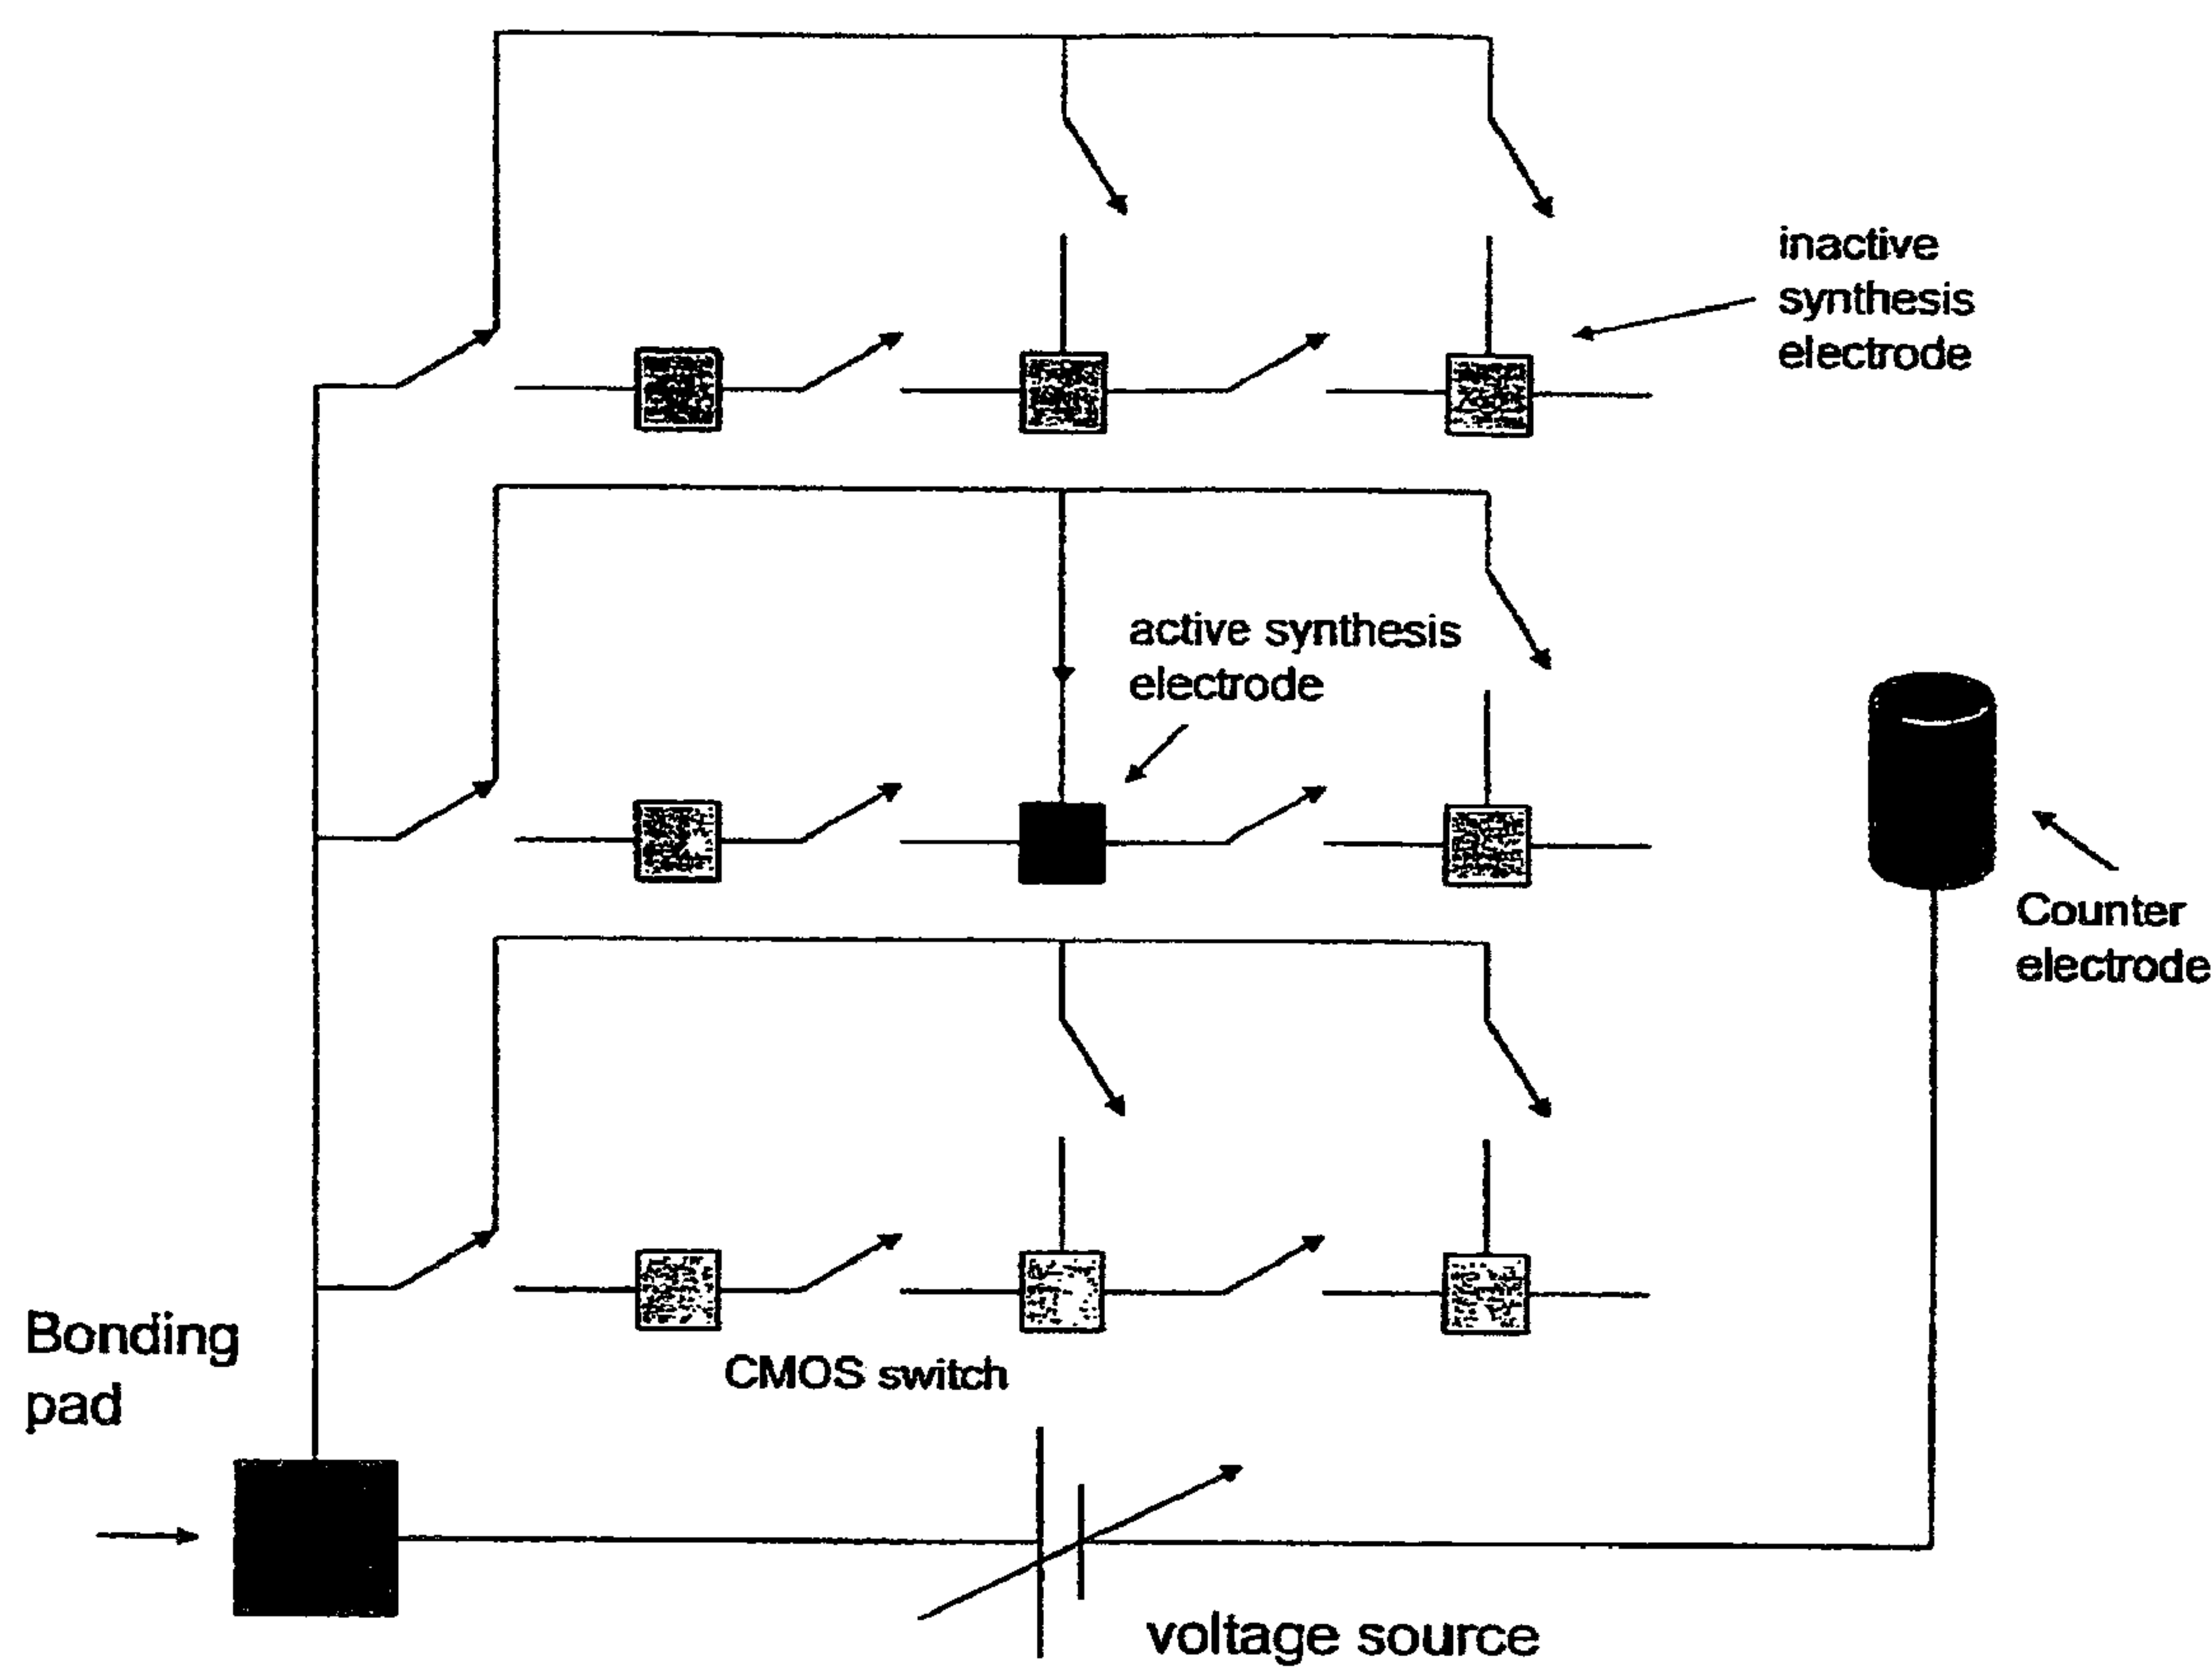 inactive
synthesis
electrode
active synthesis
electrode
Counter
electrode
Bonding
pad
CMOS switch
voltage source